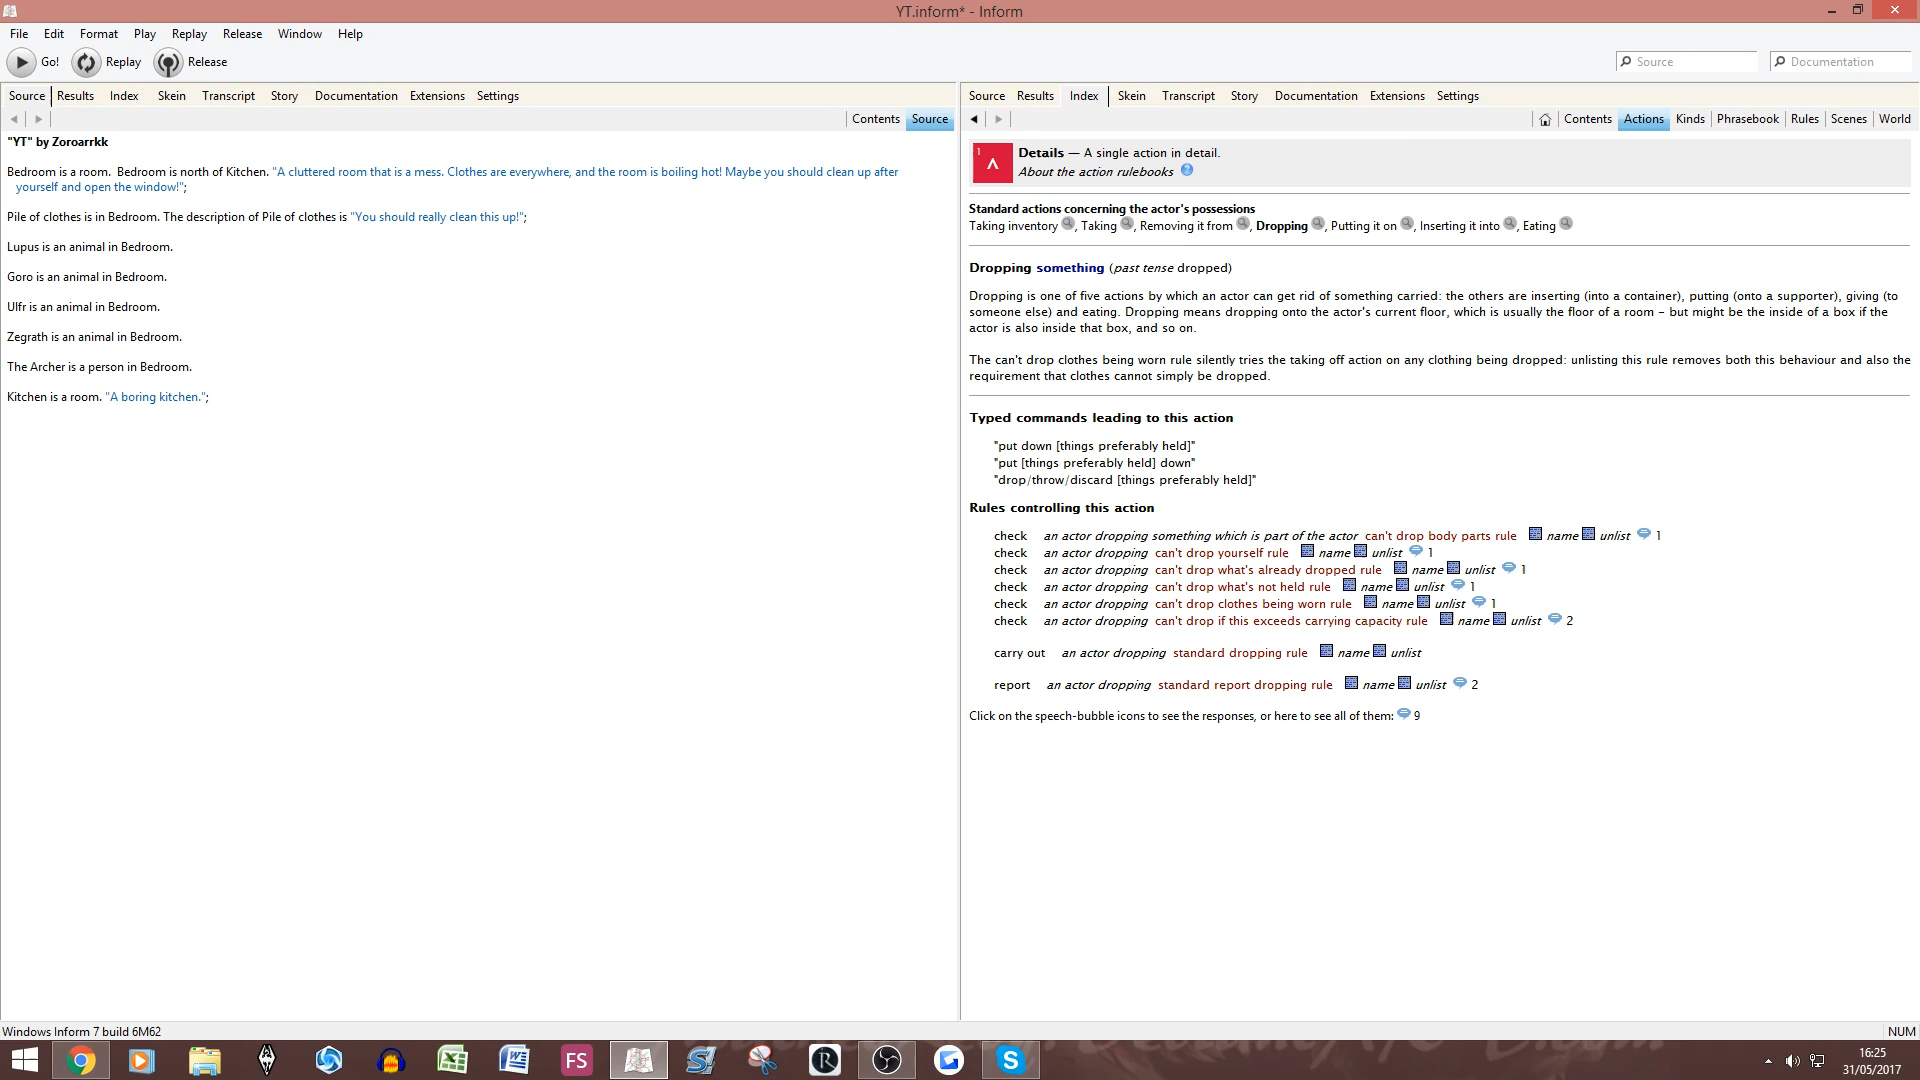 YT.inform* - Inform
File Edit Format Play Replay Release Window Help
Go! Replay Release
Source Documentation
Source Results Index Skein Transcript Story Documentation Extensions Settings
Contents Source
"YT" by Zoroarrkk
Bedroom is a room. Bedroom is north of Kitchen. "A cluttered room that is a mess. Clothes are everywhere, and the room is boiling hot! Maybe you should clean up after
yourself and open the window!";
Pile of clothes is in Bedroom. The description of Pile of clothes is "You should really clean this up!";
Lupus is an animal in Bedroom.
Goro is an animal in Bedroom.
Ulfr is an animal in Bedroom.
Zegrath is an animal in Bedroom.
The Archer is a person in Bedroom.
Kitchen is a room. "A boring kitchen.";
Source Results Index Skein Transcript Story Documentation Extensions Settings
Contents Actions Kinds Phrasebook Rules Scenes World
1 A Details — A single action in detail.
About the action rulebooks ?
Standard actions concerning the actor's possessions
Taking inventory , Taking , Removing it from , Dropping , Putting it on , Inserting it into , Eating
Dropping something (past tense dropped)
Dropping is one of five actions by which an actor can get rid of something carried: the others are inserting (into a container), putting (onto a supporter), giving (to
someone else) and eating. Dropping means dropping onto the actor's current floor, which is usually the floor of a room – but might be the inside of a box if the
actor is also inside that box, and so on.
The can't drop clothes being worn rule silently tries the taking off action on any clothing being dropped: unlisting this rule removes both this behaviour and also the
requirement that clothes cannot simply be dropped.
Typed commands leading to this action
"put down [things preferably held]"
"put [things preferably held] down"
"drop/throw/discard [things preferably held]"
Rules controlling this action
check an actor dropping something which is part of the actor can't drop body parts rule name unlist 1
check an actor dropping can't drop yourself rule name unlist 1
check an actor dropping can't drop what's already dropped rule name unlist 1
check an actor dropping can't drop what's not held rule name unlist 1
check an actor dropping can't drop clothes being worn rule name unlist 1
check an actor dropping can't drop if this exceeds carrying capacity rule name unlist 2
carry out an actor dropping standard dropping rule name unlist
report an actor dropping standard report dropping rule name unlist 2
Click on the speech-bubble icons to see the responses, or here to see all of them: 9
Windows Inform 7 build 6M62
NUM
FS
16:25
31/05/2017